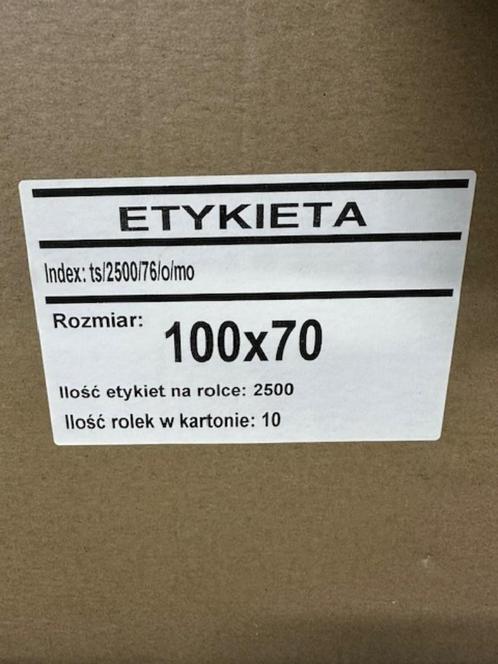 ETYKIETA
Index: ts/2500/76/o/mo
Rozmiar: 100x70
Ilość etykiet na rolce: 2500
Ilość rolek w kartonie: 10